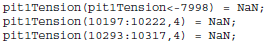 pit1Tension(pit1Tension<-7998) = NaN;
pit1Tension(10197:10222,4) = NaN;
pit1Tension(10293:10317,4) = NaN;